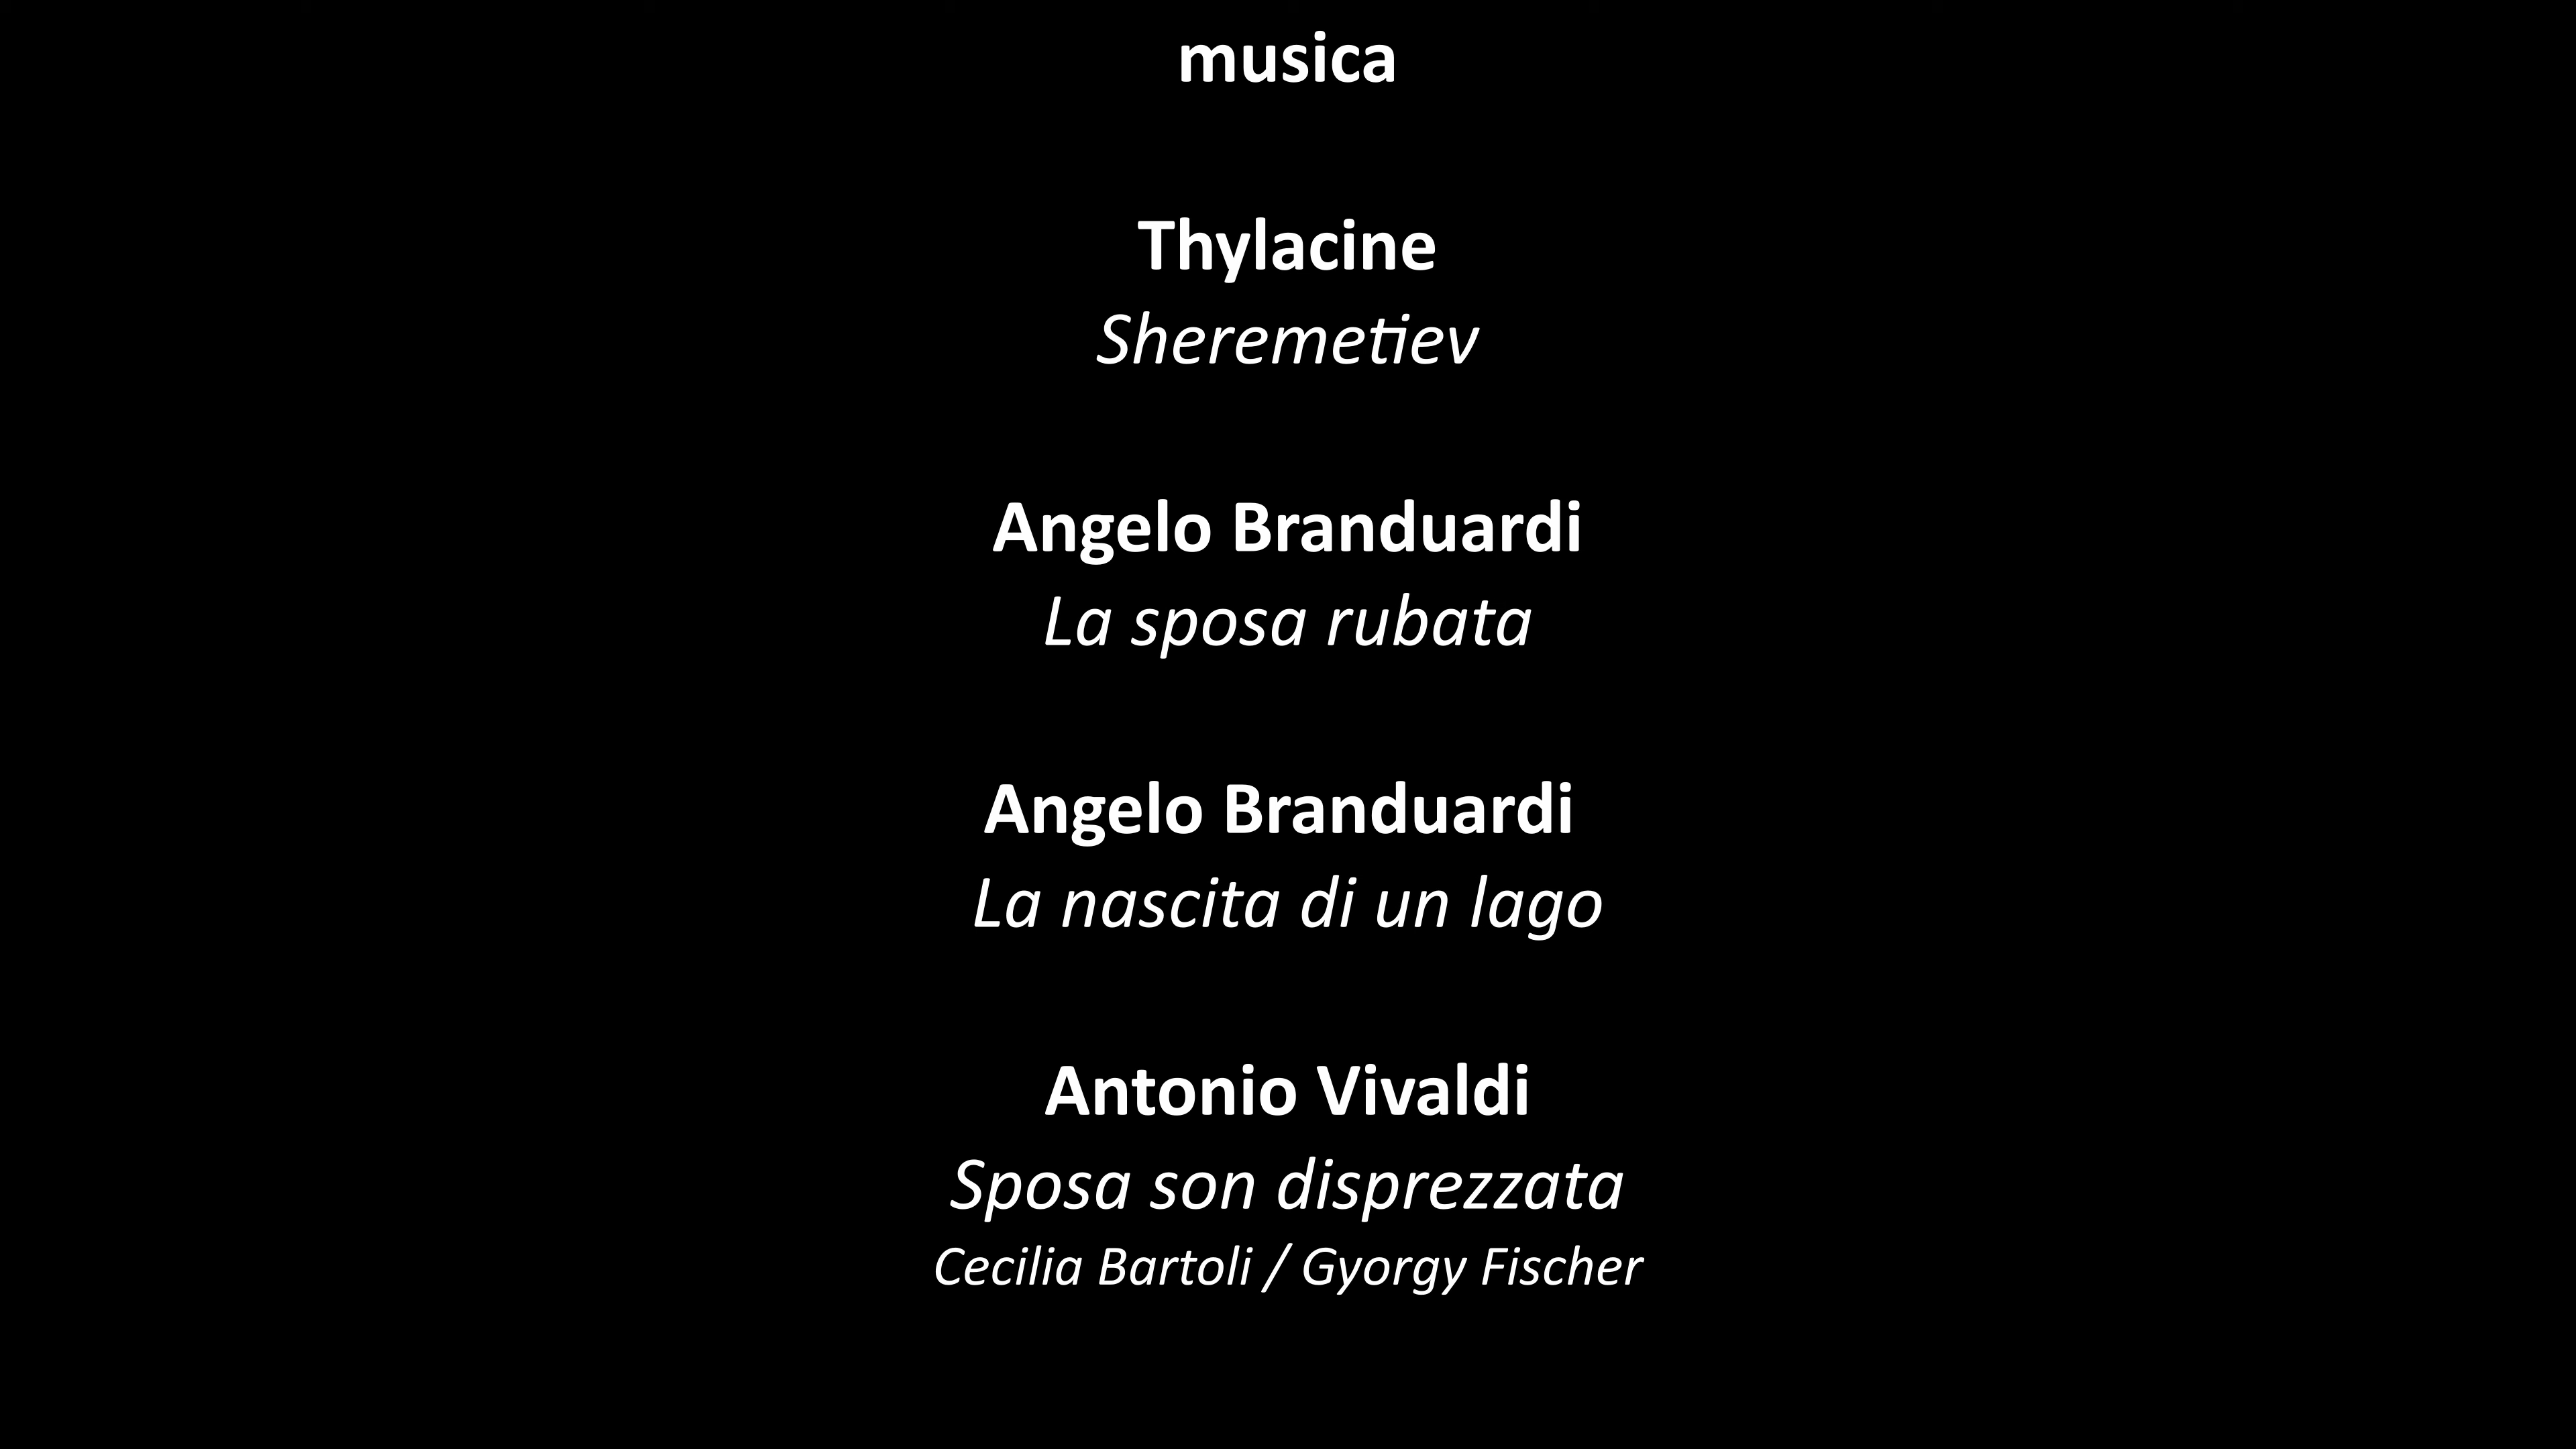 musica
Thylacine
Sheremetiev
Angelo Branduardi
La sposa rubata
Angelo Branduardi
La nascita di un lago
Antonio Vivaldi
Sposa son disprezzata
Cecilia Bartoli / Gyorgy Fischer